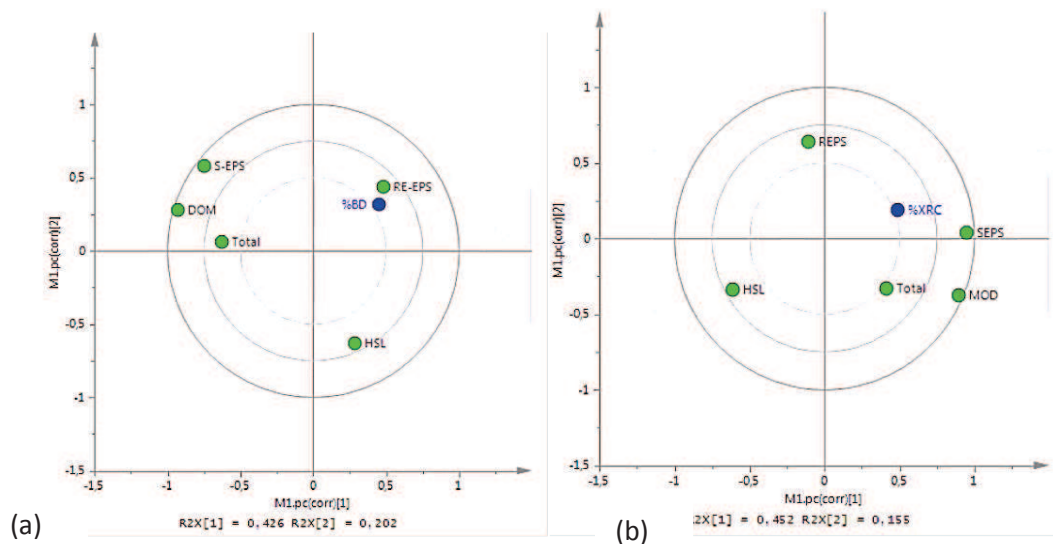 1
S-EPS
RE-EPS
0,5
%BD
DOM
Total
0
-0,5
HSL
-1
-1,5
-1,5 -1 -0,5 0 0,5 1
M1.pc(corr)[2]
M1.pc(corr)[1]
R2X[1] = 0,426 R2X[2] = 0,202
(a)
1
REPS
0,5
%XRC
SEPS
0
HSL
Total
MOD
-0,5
-1
-1,5
-1,5 -1 -0,5 0 0,5 1
M1.pc(corr)[2]
M1.pc(corr)[1]
2X[1] = 0,452 R2X[2] = 0,155
(b)